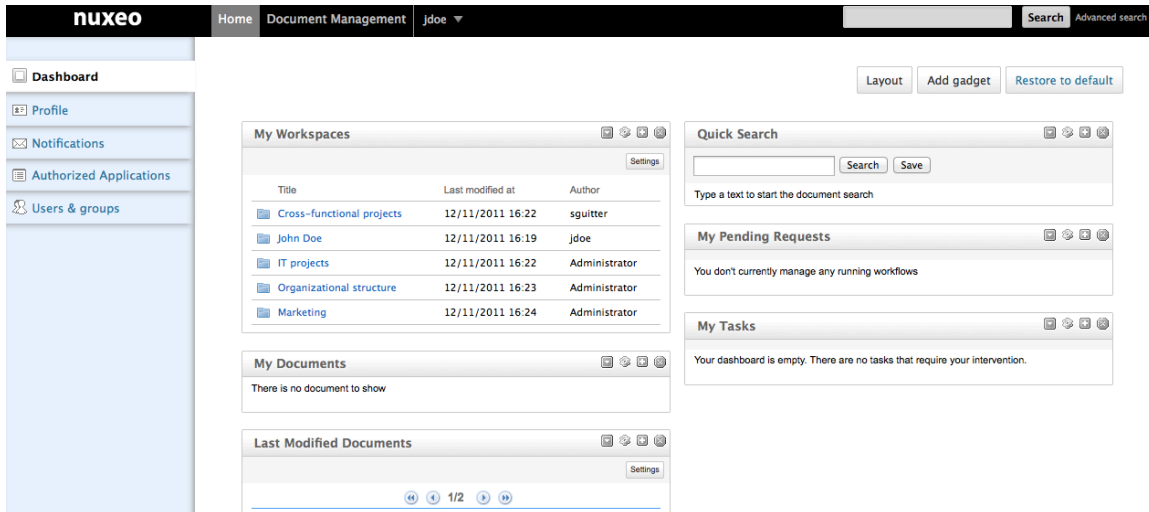 nuxeo
Home Document Management jdoe
Search Advanced search
Dashboard
Profile
Notifications
Authorized Applications
Users & groups
Layout Add gadget Restore to default
My Workspaces
Settings
Title Last modified at Author
Cross-functional projects 12/11/2011 16:22 sguitter
John Doe 12/11/2011 16:19 jdoe
IT projects 12/11/2011 16:22 Administrator
Organizational structure 12/11/2011 16:23 Administrator
Marketing 12/11/2011 16:24 Administrator
My Documents
There is no document to show
Last Modified Documents
Settings
1/2
Quick Search
Search Save
Type a text to start the document search
My Pending Requests
You don't currently manage any running workflows
My Tasks
Your dashboard is empty. There are no tasks that require your intervention.